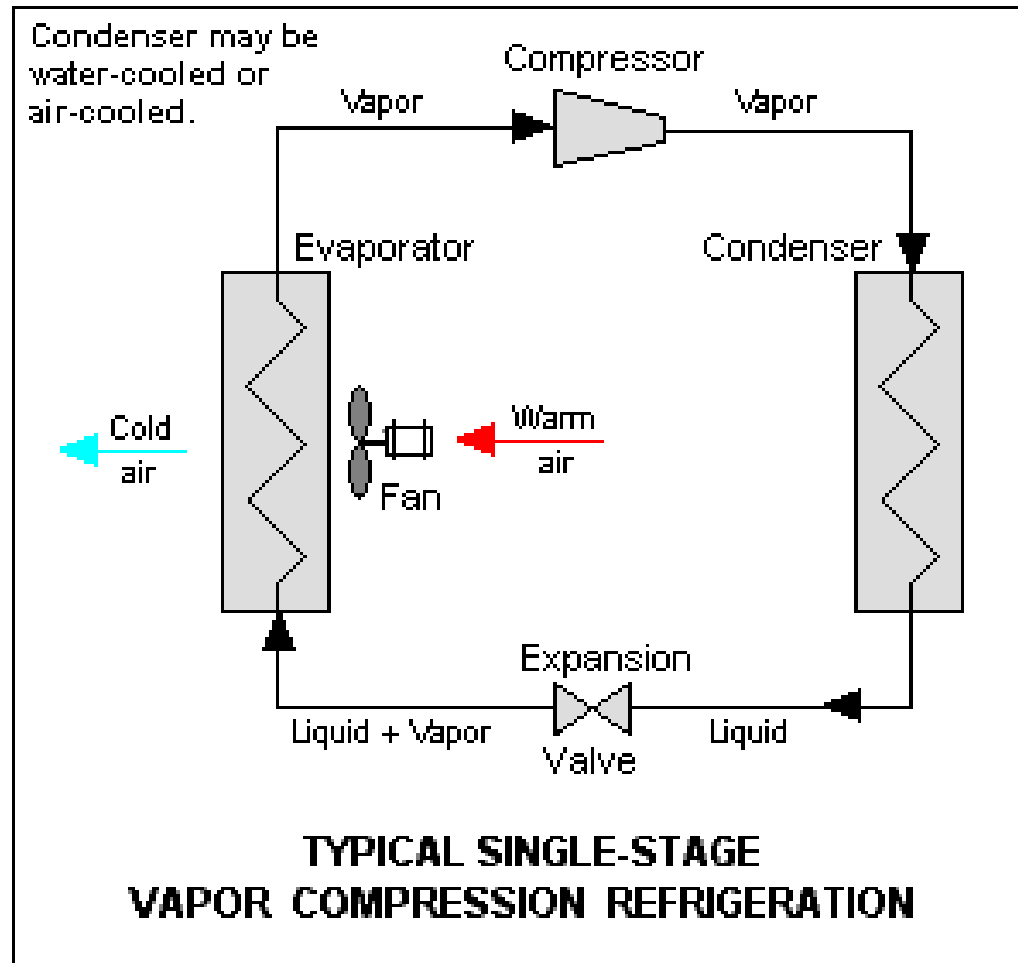 Condenser may be
water-cooled or
air-cooled.
Compressor
Vapor
Vapor
Evaporator
Condenser
Cold
air
Warm
air
Fan
Expansion
Valve
Liquid + Vapor
Liquid
TYPICAL SINGLE-STAGE
VAPOR COMPRESSION REFRIGERATION